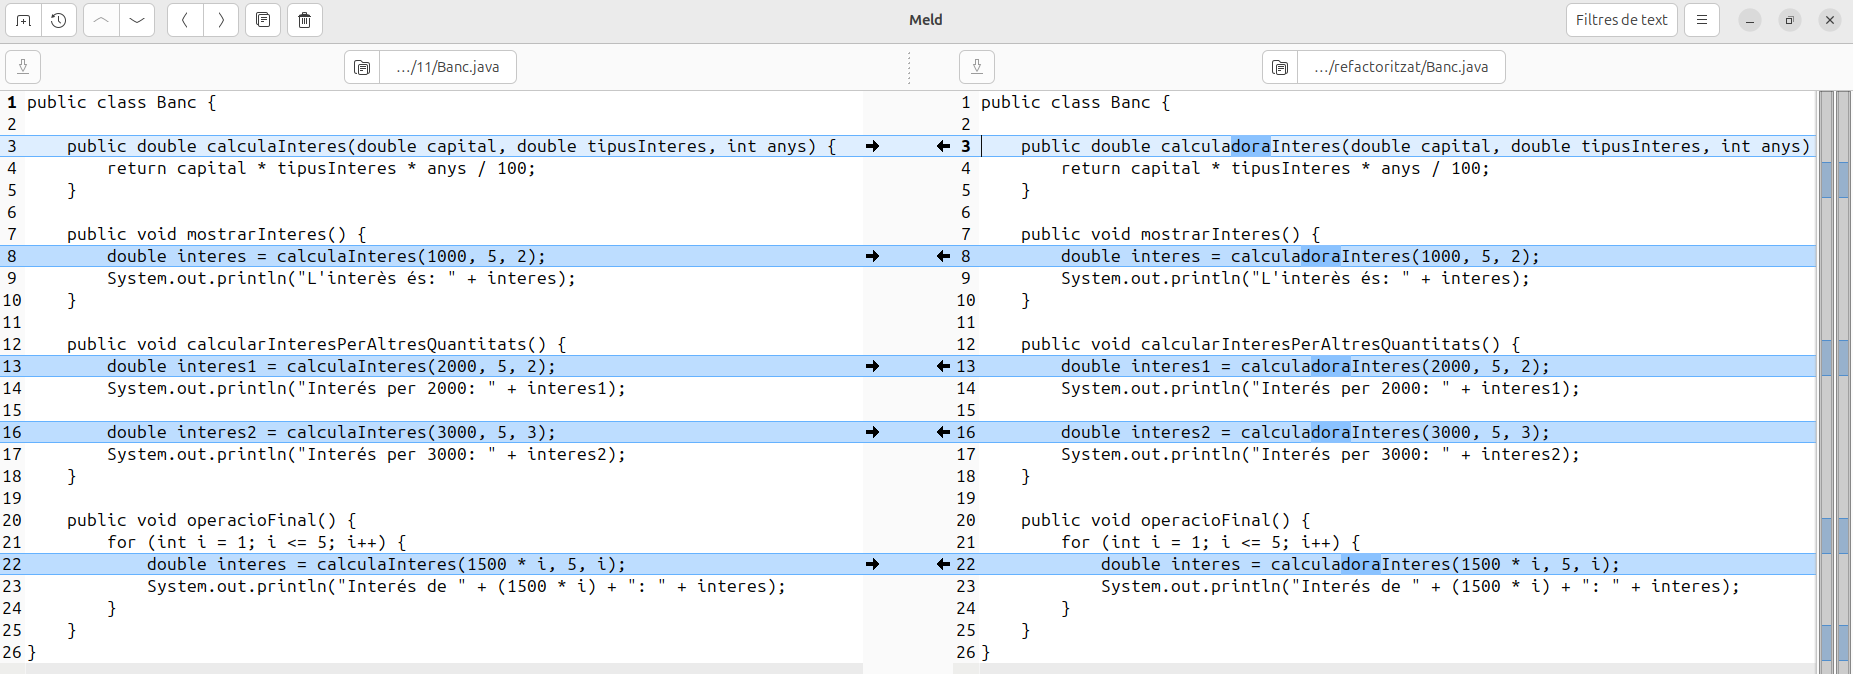 Meld
Filtres de text
.../11/Banc.java
.../refactoritzat/Banc.java
1 public class Banc {
2
3     public double calculaInteres(double capital, double tipusInteres, int anys) {
4         return capital * tipusInteres * anys / 100;
5     }
6
7     public void mostrarInteres() {
8         double interes = calculaInteres(1000, 5, 2);
9         System.out.println("L'interès és: " + interes);
10     }
11
12     public void calcularInteresPerAltresQuantitats() {
13         double interes1 = calculaInteres(2000, 5, 2);
14         System.out.println("Interés per 2000: " + interes1);
15
16         double interes2 = calculaInteres(3000, 5, 3);
17         System.out.println("Interés per 3000: " + interes2);
18     }
19
20     public void operacioFinal() {
21         for (int i = 1; i <= 5; i++) {
22             double interes = calculaInteres(1500 * i, 5, i);
23             System.out.println("Interés de " + (1500 * i) + ": " + interes);
24         }
25     }
26 }
1 public class Banc {
2
3     public double calculadoraInteres(double capital, double tipusInteres, int anys)
4         return capital * tipusInteres * anys / 100;
5     }
6
7     public void mostrarInteres() {
8         double interes = calculadoraInteres(1000, 5, 2);
9         System.out.println("L'interès és: " + interes);
10     }
11
12     public void calcularInteresPerAltresQuantitats() {
13         double interes1 = calculadoraInteres(2000, 5, 2);
14         System.out.println("Interés per 2000: " + interes1);
15
16         double interes2 = calculadoraInteres(3000, 5, 3);
17         System.out.println("Interés per 3000: " + interes2);
18     }
19
20     public void operacioFinal() {
21         for (int i = 1; i <= 5; i++) {
22             double interes = calculadoraInteres(1500 * i, 5, i);
23             System.out.println("Interés de " + (1500 * i) + ": " + interes);
24         }
25     }
26 }